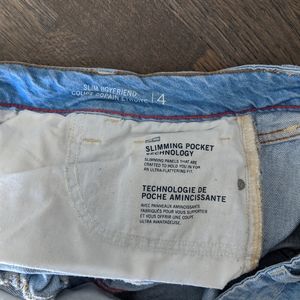 SLIM BOYFRIEND
COUPE COPAIN ÉTROITE 4
SLIMMING POCKET
TECHNOLOGY
SLIMMING PANELS THAT ARE
CRAFTED TO HOLD YOU IN FOR
AN ULTRA-FLATTERING FIT.
TECHNOLOGIE DE
POCHE AMINCISSANTE
AVEC PANNEAUX AMINCISSANTS
FABRIQUÉS POUR VOUS SUPPORTER
ET VOUS OFFRIR UNE COUPE
ULTRA AVANTAGEUSE.